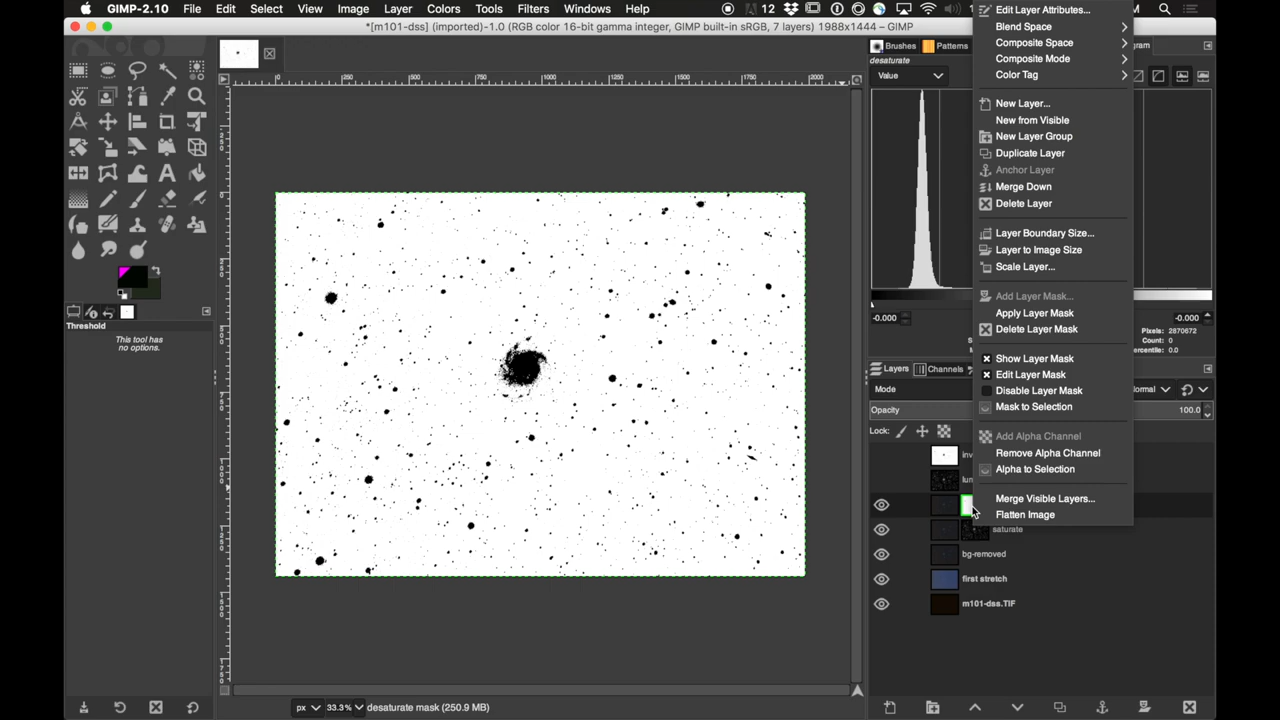 GIMP-2.10 File Edit Select View Image Layer Colors Tools Filters Windows Help 12
*[m101-dss] (imported)-1.0 (RGB color 16-bit gamma integer, GIMP built-in sRGB, 7 layers) 1988x1444 – GIMP
Brushes Patterns
desaturate
Value
-0.000 -0.000
Pixels: 2870672
Count: 0
Percentile: 0.0
Threshold
This tool has
no options.
Edit Layer Attributes...
Blend Space
Composite Space
Composite Mode
Color Tag
New Layer...
New from Visible
New Layer Group
Duplicate Layer
Anchor Layer
Merge Down
Delete Layer
Layer Boundary Size...
Layer to Image Size
Scale Layer...
Add Layer Mask...
Apply Layer Mask
Delete Layer Mask
Show Layer Mask
Edit Layer Mask
Disable Layer Mask
Mask to Selection
Add Alpha Channel
Remove Alpha Channel
Alpha to Selection
Merge Visible Layers...
Flatten Image
Layers Channels
Mode
Opacity 100.0
Lock:
saturate
bg-removed
first stretch
m101-dss.TIF
px 33.3% desaturate mask (250.9 MB)